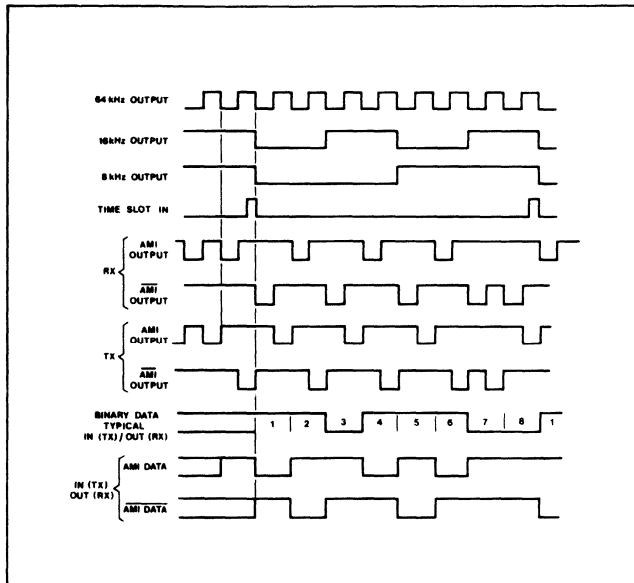 64 kHz OUTPUT
16kHz OUTPUT
8 kHz OUTPUT
TIME SLOT IN
RX
AMI
OUTPUT
AMI
OUTPUT
TX
AMI
OUTPUT
AMI
OUTPUT
BINARY DATA
TYPICAL
IN (TX)/OUT (RX)
1 2 3 4 5 6 7 8 1
IN (TX)
OUT (RX)
AMI DATA
AMI DATA